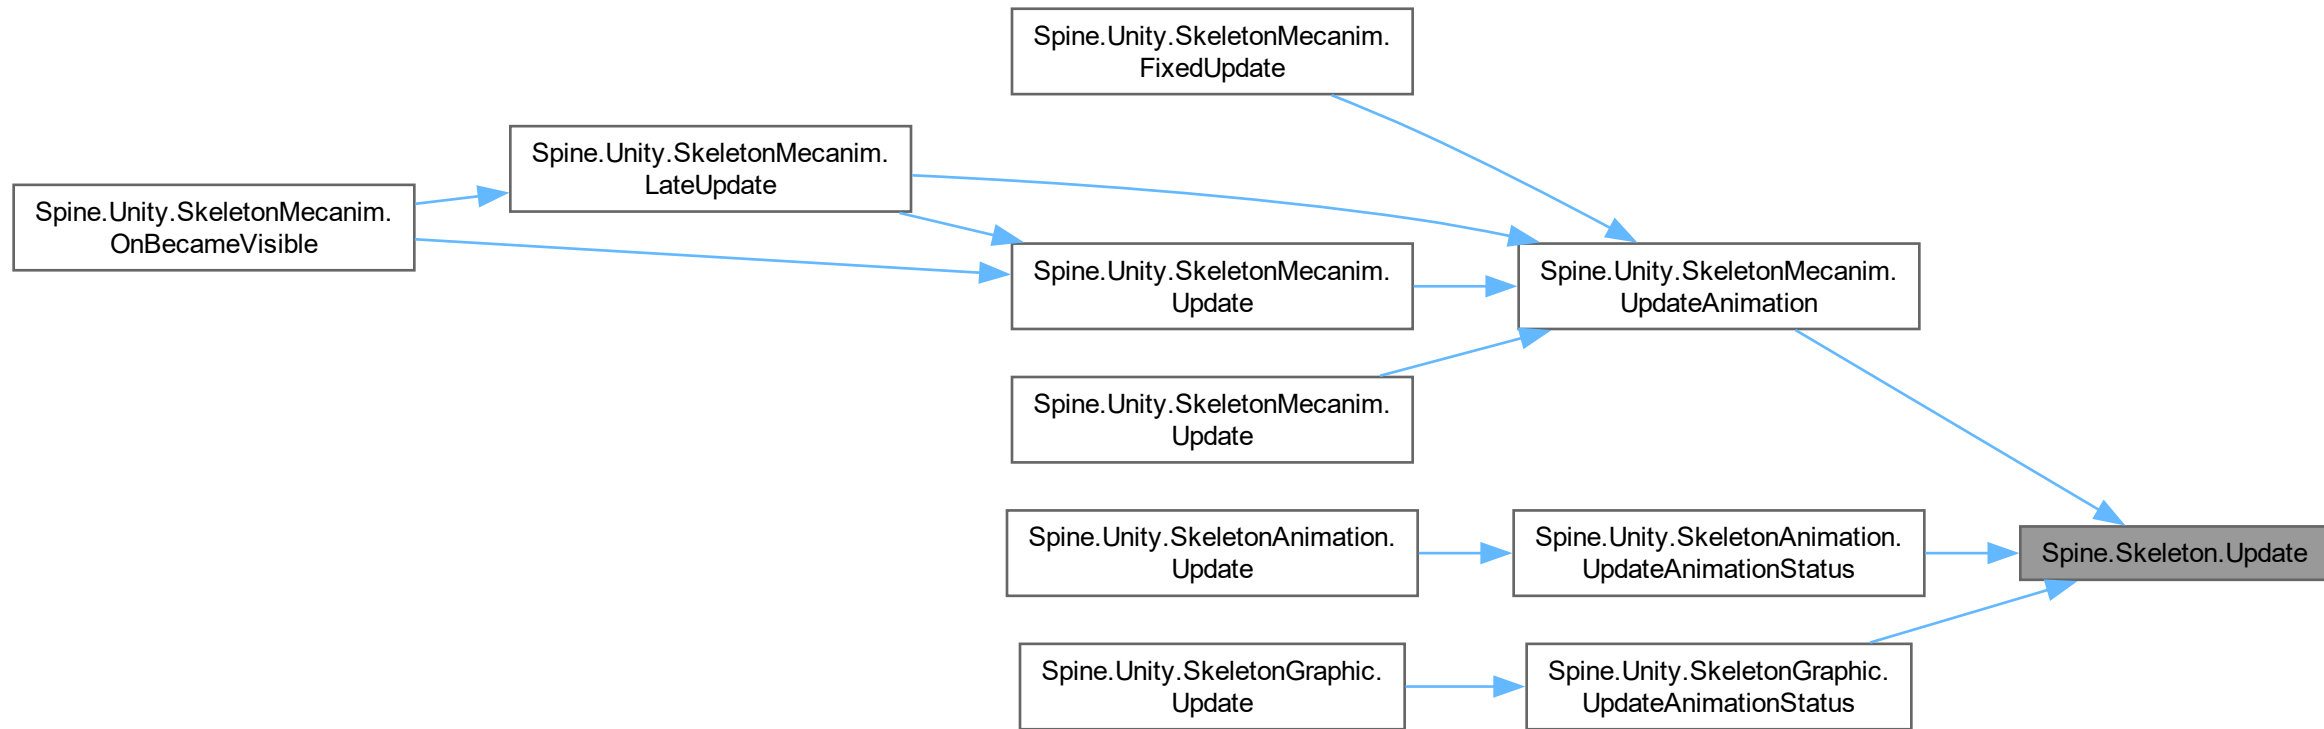 Spine.Unity.SkeletonMecanim.
FixedUpdate
Spine.Unity.SkeletonMecanim.
LateUpdate
Spine.Unity.SkeletonMecanim.
OnBecameVisible
Spine.Unity.SkeletonMecanim.
Update
Spine.Unity.SkeletonMecanim.
UpdateAnimation
Spine.Unity.SkeletonMecanim.
Update
Spine.Unity.SkeletonAnimation.
Update
Spine.Unity.SkeletonAnimation.
UpdateAnimationStatus
Spine.Skeleton.Update
Spine.Unity.SkeletonGraphic.
Update
Spine.Unity.SkeletonGraphic.
UpdateAnimationStatus